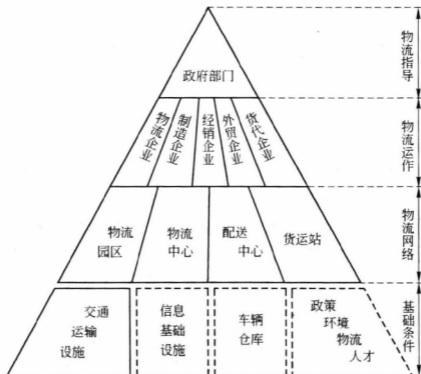 政府部门
物流指导
物流企业
制造企业
经销企业
外贸企业
货代企业
物流运作
物流
园区
物流
中心
配送
中心
货运站
物流网络
交通
运输
设施
信息
基础
设施
车辆
仓库
政策
环境
物流
人才
基础条件